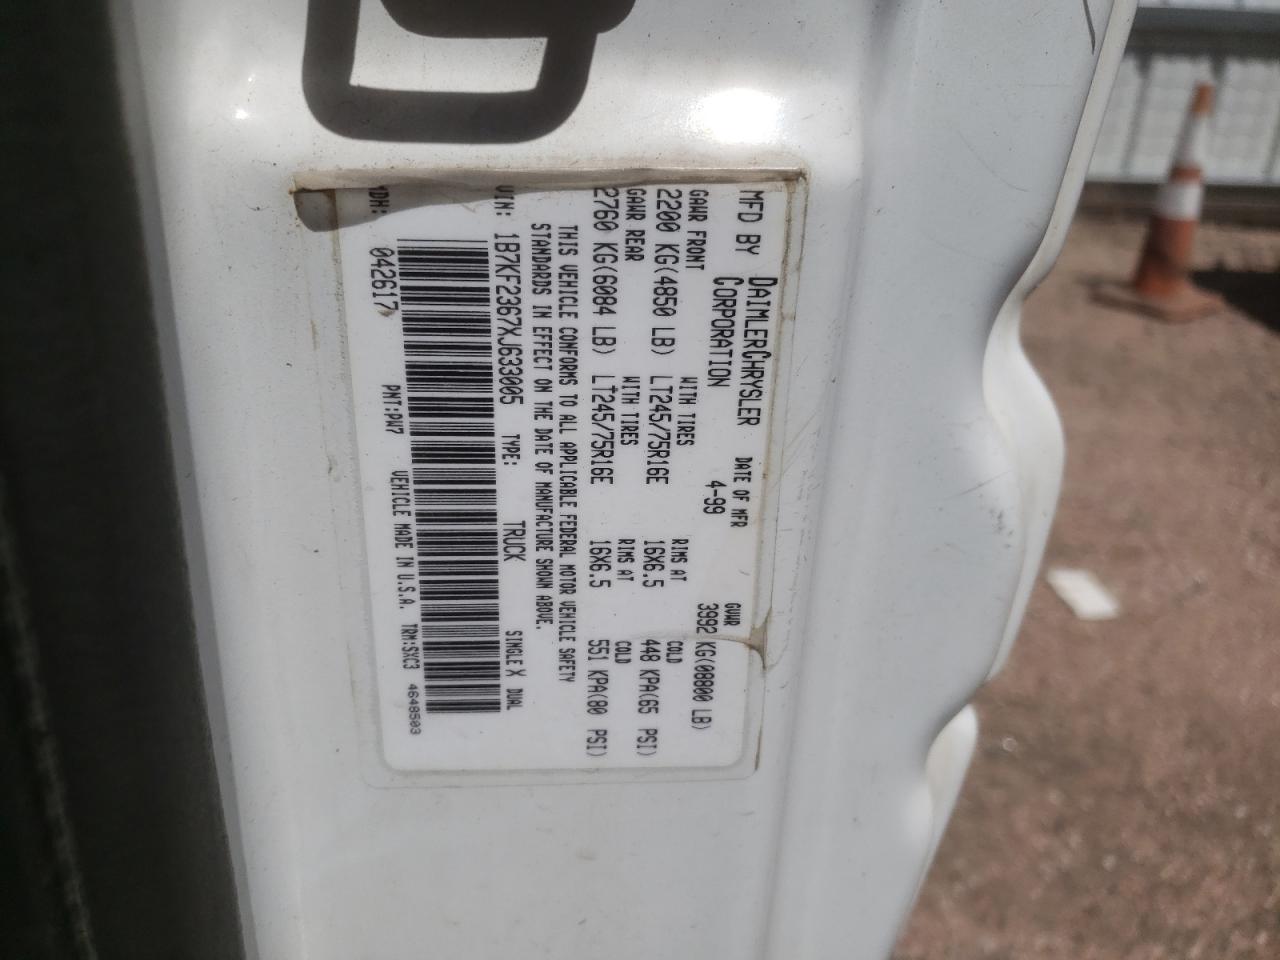 MFD BY DAIMLERCHRYSLER CORPORATION DATE OF MFR 4-99 GVWR 3992 KG(08800 LB)
GAWR FRONT WITH TIRES RIMS AT COLD
2200 KG(4850 LB) LT245/75R16E 16X6.5 448 KPA(65 PSI)
GAWR REAR WITH TIRES RIMS AT COLD
2760 KG(6084 LB) LT245/75R16E 16X6.5 551 KPA(80 PSI)
THIS VEHICLE CONFORMS TO ALL APPLICABLE FEDERAL MOTOR VEHICLE SAFETY
STANDARDS IN EFFECT ON THE DATE OF MANUFACTURE SHOWN ABOVE.
VIN: 1B7KF2367XJ633005 TYPE: TRUCK SINGLE X DUAL
MDH: 042617 PNT:PW7 VEHICLE MADE IN U.S.A. TRM:SXC3 4648503